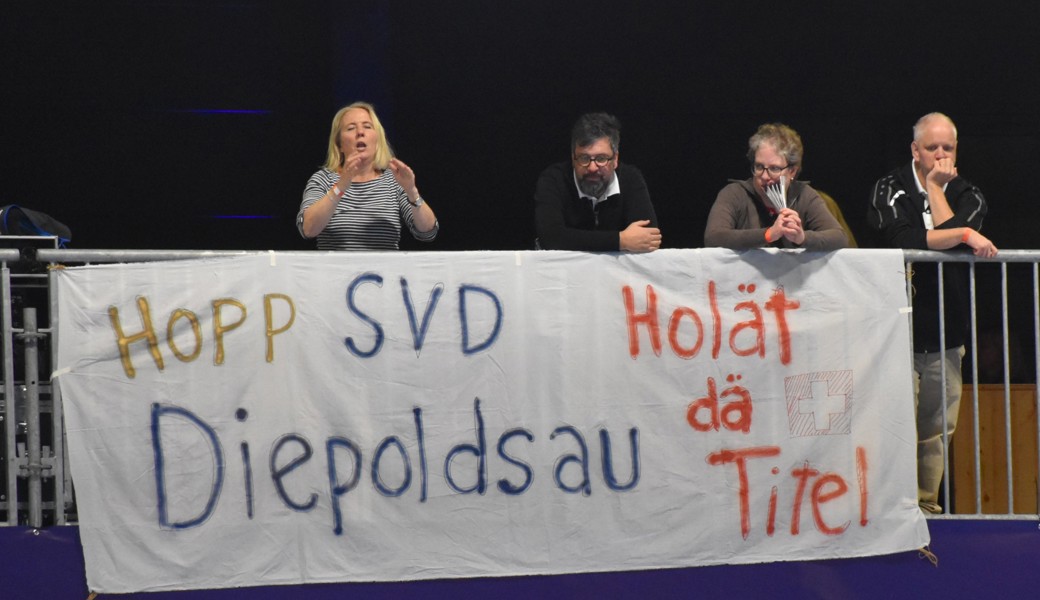 HOPP SVD
Diepoldsau
Holät
dä
Titel!